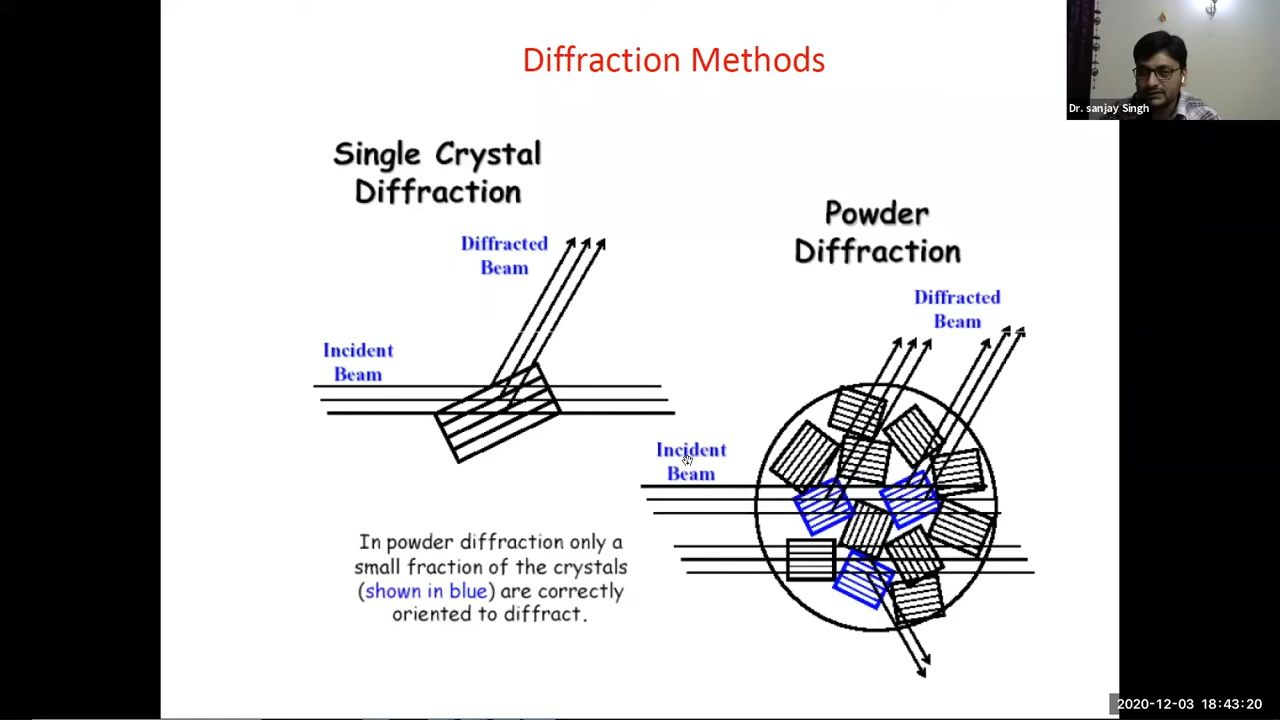 Diffraction Methods
Dr. sanjay Singh
Single Crystal
Diffraction
Diffracted
Beam
Incident
Beam
Powder
Diffraction
Diffracted
Beam
Incident
Beam
In powder diffraction only a
small fraction of the crystals
(shown in blue) are correctly
oriented to diffract.
2020-12-03 18:43:20